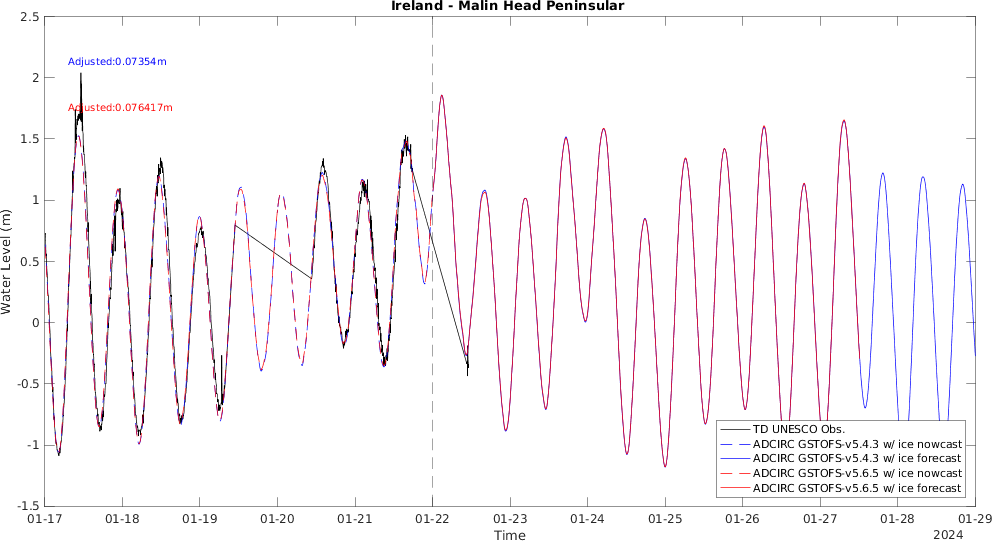 Ireland - Malin Head Peninsular
2.5
2
1.5
1
0.5
0
-0.5
-1
-1.5
Water Level (m)
Adjusted:0.07354m
Adjusted:0.076417m
TD UNESCO Obs.
ADCIRC GSTOFS-v5.4.3 w/ ice nowcast
ADCIRC GSTOFS-v5.4.3 w/ ice forecast
ADCIRC GSTOFS-v5.6.5 w/ ice nowcast
ADCIRC GSTOFS-v5.6.5 w/ ice forecast
01-17 01-18 01-19 01-20 01-21 01-22 01-23 01-24 01-25 01-26 01-27 01-28 01-29
Time
2024